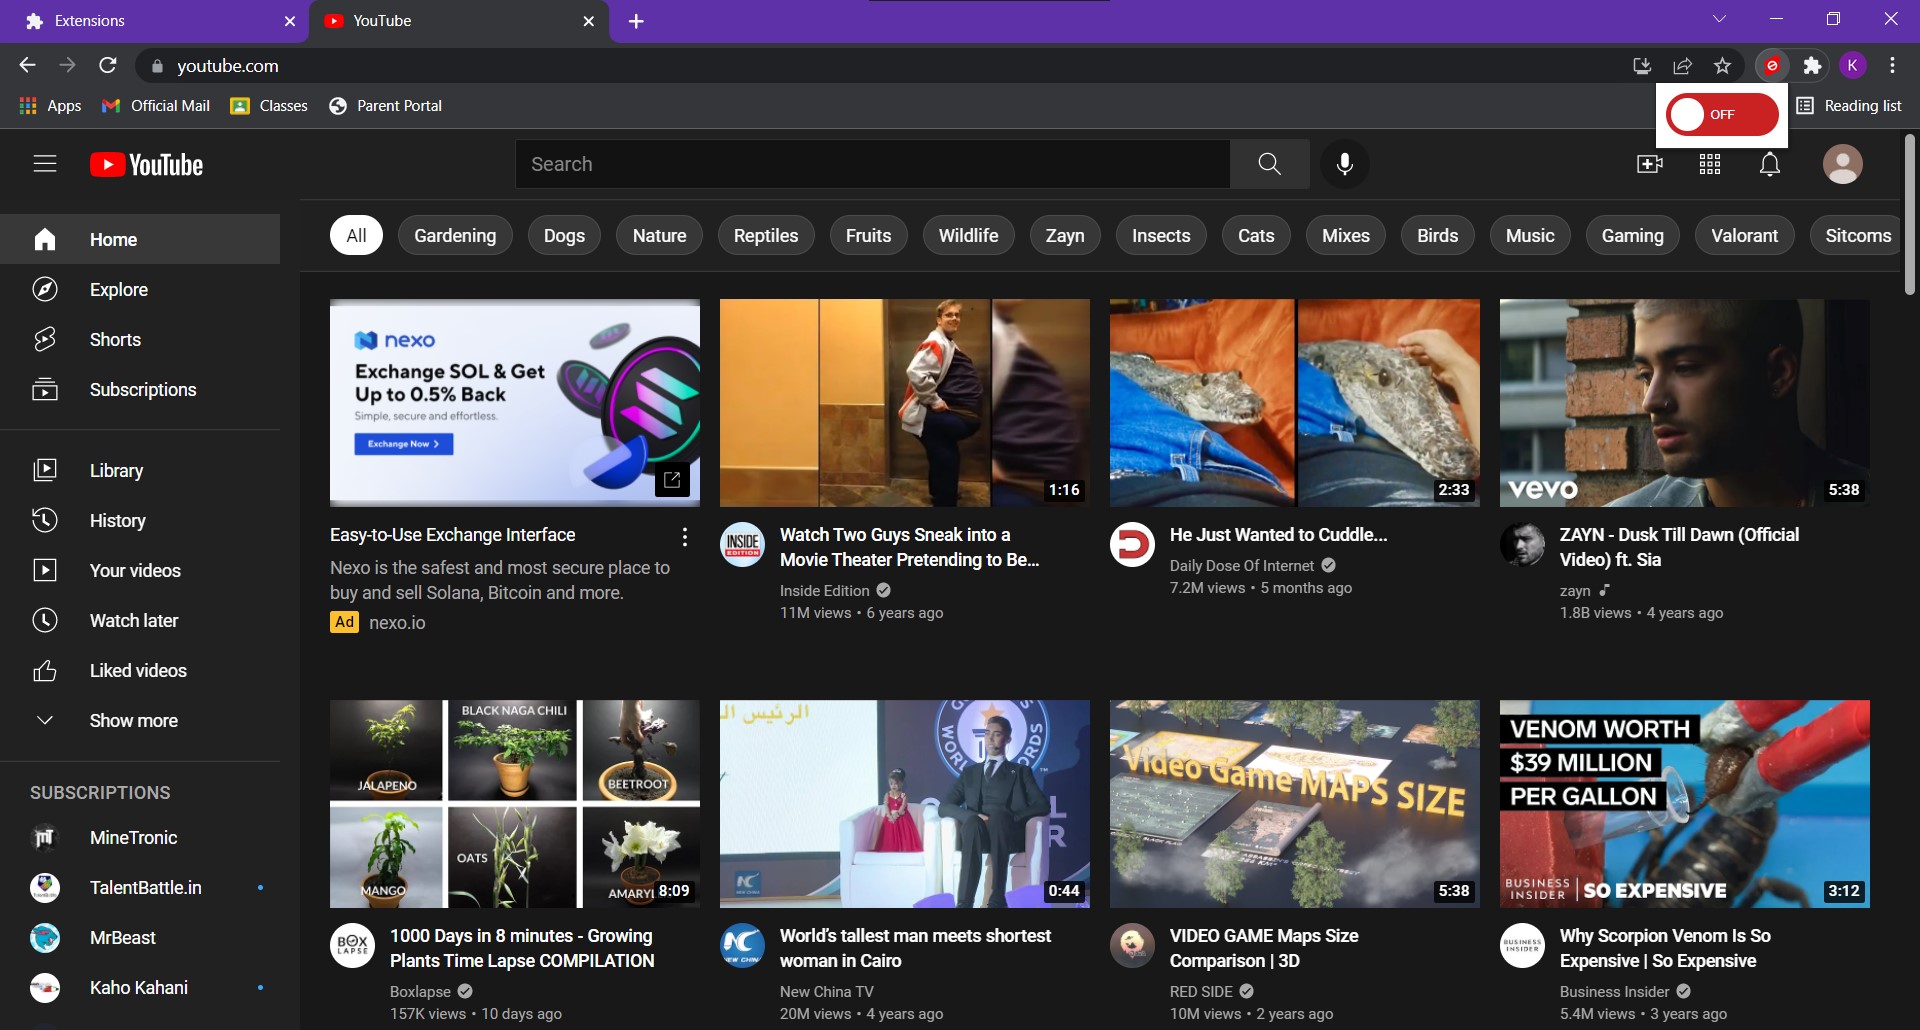 Extensions
YouTube
youtube.com
K
Apps
Official Mail
Classes
Parent Portal
OFF
Reading list
YouTube
Search
Home
Explore
Shorts
Subscriptions
Library
History
Your videos
Watch later
Liked videos
Show more
SUBSCRIPTIONS
MineTronic
TalentBattle.in
MrBeast
Kaho Kahani
All
Gardening
Dogs
Nature
Reptiles
Fruits
Wildlife
Zayn
Insects
Cats
Mixes
Birds
Music
Gaming
Valorant
Sitcoms
nexo
Exchange SOL & Get
Up to 0.5% Back
Simple, secure and effortless.
Exchange Now
Easy-to-Use Exchange Interface
Nexo is the safest and most secure place to
buy and sell Solana, Bitcoin and more.
Ad nexo.io
1:16
INSIDE
EDITION
Watch Two Guys Sneak into a
Movie Theater Pretending to Be...
Inside Edition
11M views • 6 years ago
2:33
He Just Wanted to Cuddle...
Daily Dose Of Internet
7.2M views • 5 months ago
vevo
5:38
ZAYN - Dusk Till Dawn (Official
Video) ft. Sia
zayn
1.8B views • 4 years ago
BLACK NAGA CHILI
JALAPENO
BEETROOT
OATS
MANGO
AMARYL
8:09
BOX
LAPSE
1000 Days in 8 minutes - Growing
Plants Time Lapse COMPILATION
Boxlapse
157K views • 10 days ago
الرئيس ال
0:44
NC
World's tallest man meets shortest
woman in Cairo
New China TV
20M views • 4 years ago
Video Game MAPS SIZE
5:38
VIDEO GAME Maps Size
Comparison | 3D
RED SIDE
10M views • 2 years ago
VENOM WORTH
$39 MILLION
PER GALLON
BUSINESS
INSIDER
SO EXPENSIVE
3:12
BUSINESS
INSIDER
Why Scorpion Venom Is So
Expensive | So Expensive
Business Insider
5.4M views • 3 years ago